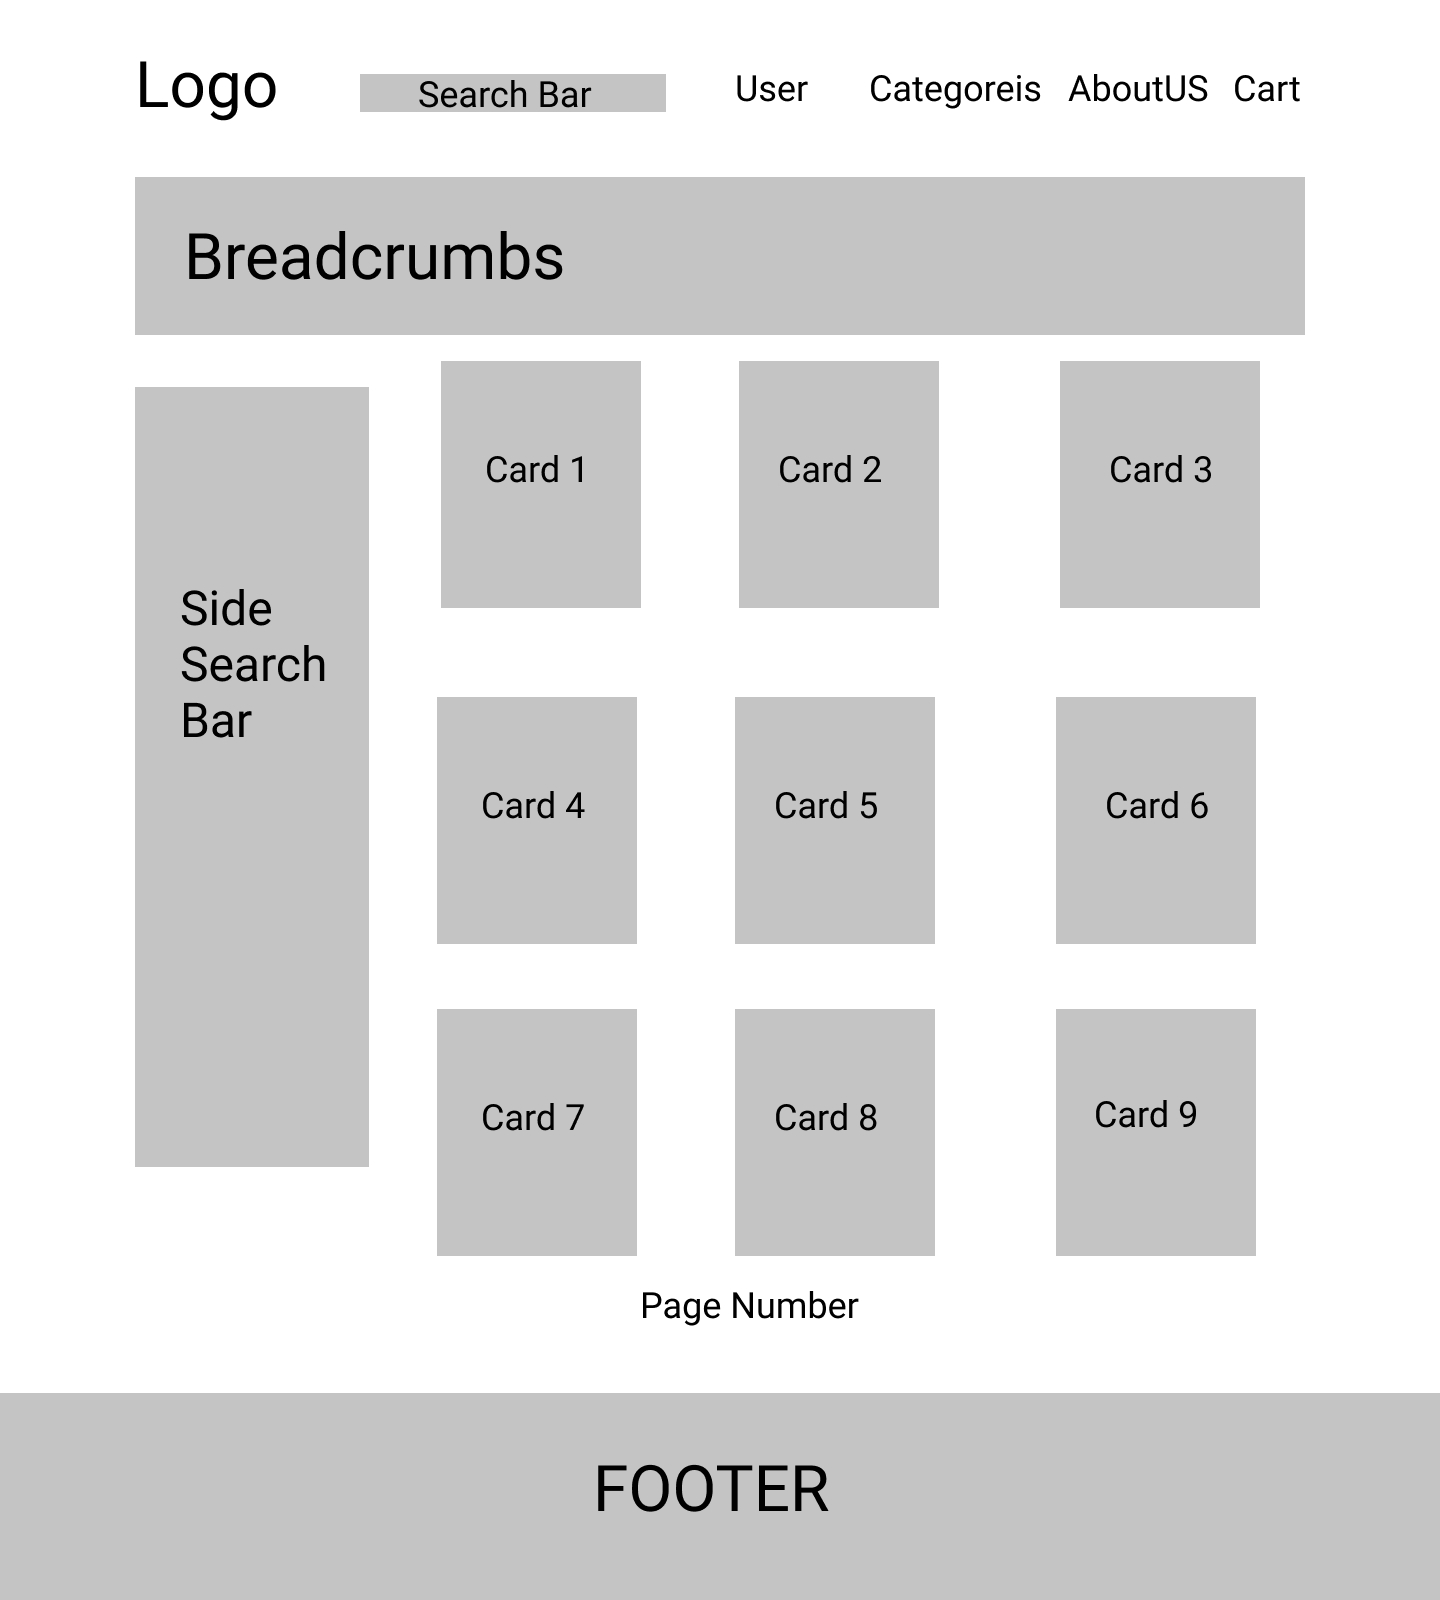 Logo
Search Bar
User
Categoreis
AboutUS
Cart
Breadcrumbs
Side
Search
Bar
Card 1
Card 2
Card 3
Card 4
Card 5
Card 6
Card 7
Card 8
Card 9
Page Number
FOOTER